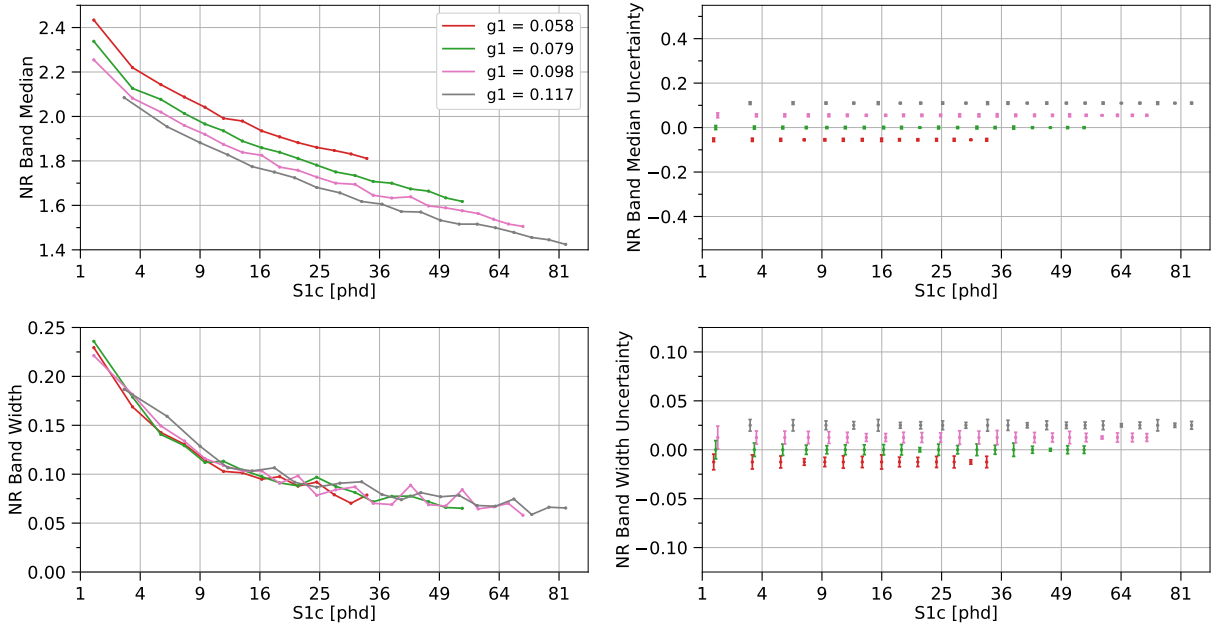 2.4
2.2
2.0
1.8
1.6
1.4
NR Band Median
g1 = 0.058
g1 = 0.079
g1 = 0.098
g1 = 0.117
1 4 9 16 25 36 49 64 81
S1c [phd]
0.4
0.2
0.0
−0.2
−0.4
NR Band Median Uncertainty
1 4 9 16 25 36 49 64 81
S1c [phd]
0.25
0.20
0.15
0.10
0.05
0.00
NR Band Width
1 4 9 16 25 36 49 64 81
S1c [phd]
0.10
0.05
0.00
−0.05
−0.10
NR Band Width Uncertainty
1 4 9 16 25 36 49 64 81
S1c [phd]